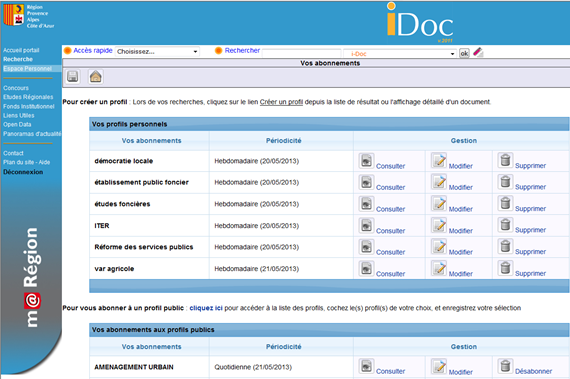 Région
Provence
Alpes
Côte d'Azur
iDoc
v.2011
Accueil portail
Recherche
Espace Personnel
Concours
Etudes Régionales
Fonds Institutionnel
Liens Utiles
Open Data
Panoramas d'actualité
Contact
Plan du site - Aide
Déconnexion
m@Région
Accès rapide Choisissez... Rechercher i-Doc ok
Vos abonnements
Pour créer un profil : Lors de vos recherches, cliquez sur le lien Créer un profil depuis la liste de résultat ou l'affichage détaillé d'un document.
Vos profils personnels
Vos abonnements Périodicité Gestion
démocratie locale Hebdomadaire (20/05/2013) Consulter Modifier Supprimer
établissement public foncier Hebdomadaire (20/05/2013) Consulter Modifier Supprimer
études foncières Hebdomadaire (20/05/2013) Consulter Modifier Supprimer
ITER Hebdomadaire (20/05/2013) Consulter Modifier Supprimer
Réforme des services publics Hebdomadaire (20/05/2013) Consulter Modifier Supprimer
var agricole Hebdomadaire (21/05/2013) Consulter Modifier Supprimer
Pour vous abonner à un profil public : cliquez ici pour accéder à la liste des profils, cochez le(s) profil(s) de votre choix, et enregistrez votre sélection
Vos abonnements aux profils publics
Vos abonnements Périodicité Gestion
AMENAGEMENT URBAIN Quotidienne (21/05/2013) Consulter Modifier Désabonner